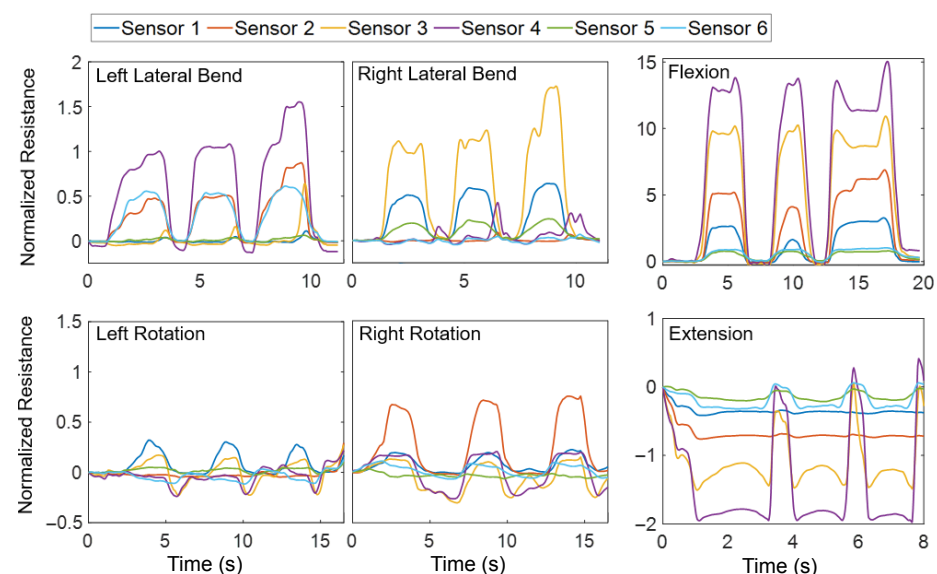 Sensor 1 Sensor 2 Sensor 3 Sensor 4 Sensor 5 Sensor 6
Normalized Resistance
Left Lateral Bend
2
1.5
1
0.5
0
0 5 10
Right Lateral Bend
0 5 10
Flexion
15
10
5
0
0 5 10 15 20
Normalized Resistance
Left Rotation
1.5
1
0.5
0
−0.5
0 5 10 15
Time (s)
Right Rotation
0 5 10 15
Time (s)
Extension
1
0
−1
−2
0 2 4 6 8
Time (s)